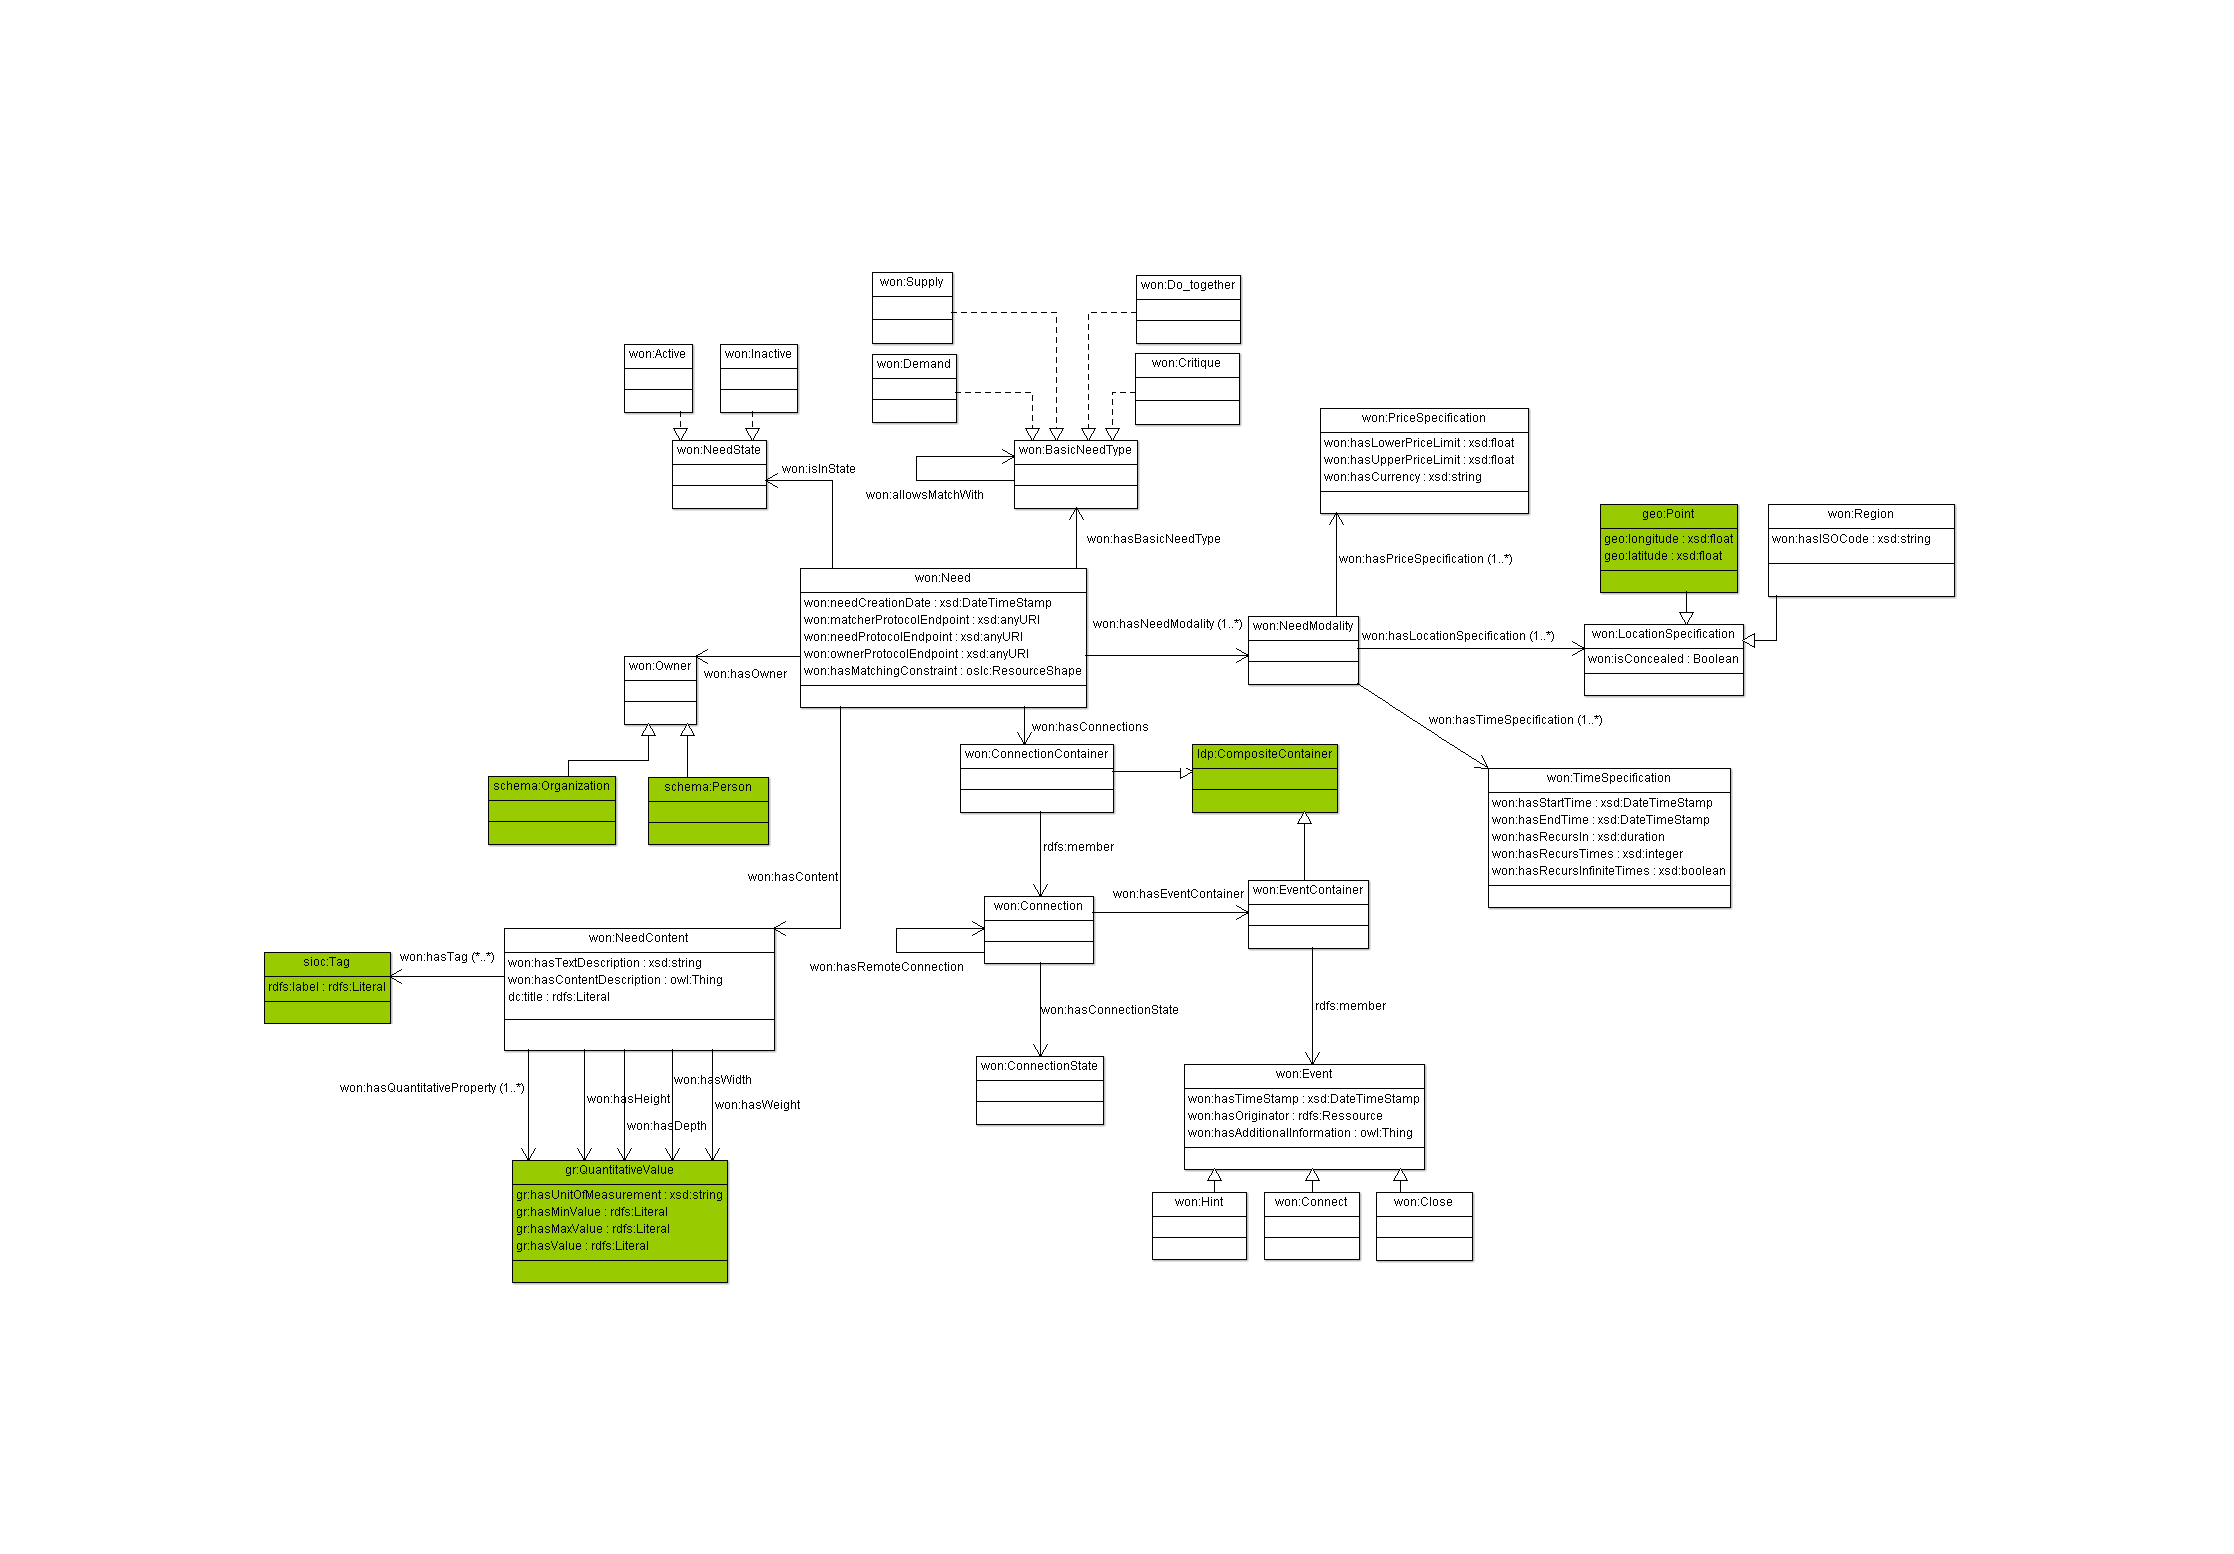 won:Supply
won:Do_together
won:Active
won:Inactive
won:Demand
won:Critique
won:PriceSpecification
won:hasLowerPriceLimit : xsd:float
won:hasUpperPriceLimit : xsd:float
won:hasCurrency : xsd:string
won:NeedState
won:isInState
won:BasicNeedType
won:allowsMatchWith
won:hasBasicNeedType
won:hasPriceSpecification (1..*)
geo:Point
geo:longitude : xsd:float
geo:latitude : xsd:float
won:Region
won:hasISOCode : xsd:string
won:Need
won:needCreationDate : xsd:DateTimeStamp
won:matcherProtocolEndpoint : xsd:anyURI
won:needProtocolEndpoint : xsd:anyURI
won:ownerProtocolEndpoint : xsd:anyURI
won:hasMatchingConstraint : oslc:ResourceShape
won:hasNeedModality (1..*)
won:NeedModality
won:hasLocationSpecification (1..*)
won:LocationSpecification
won:isConcealed : Boolean
won:Owner
won:hasOwner
won:hasTimeSpecification (1..*)
won:hasConnections
won:ConnectionContainer
ldp:CompositeContainer
schema:Organization
schema:Person
won:TimeSpecification
won:hasStartTime : xsd:DateTimeStamp
won:hasEndTime : xsd:DateTimeStamp
won:hasRecursIn : xsd:duration
won:hasRecursTimes : xsd:integer
won:hasRecursInfiniteTimes : xsd:boolean
rdfs:member
won:hasContent
won:Connection
won:hasEventContainer
won:EventContainer
won:hasRemoteConnection
won:NeedContent
won:hasTextDescription : xsd:string
won:hasContentDescription : owl:Thing
dc:title : rdfs:Literal
won:hasTag (*..*)
sioc:Tag
rdfs:label : rdfs:Literal
won:hasConnectionState
rdfs:member
won:ConnectionState
won:hasQuantitativeProperty (1..*)
won:hasHeight
won:hasDepth
won:hasWidth
won:hasWeight
won:Event
won:hasTimeStamp : xsd:DateTimeStamp
won:hasOriginator : rdfs:Ressource
won:hasAdditionalInformation : owl:Thing
gr:QuantitativeValue
gr:hasUnitOfMeasurement : xsd:string
gr:hasMinValue : rdfs:Literal
gr:hasMaxValue : rdfs:Literal
gr:hasValue : rdfs:Literal
won:Hint
won:Connect
won:Close